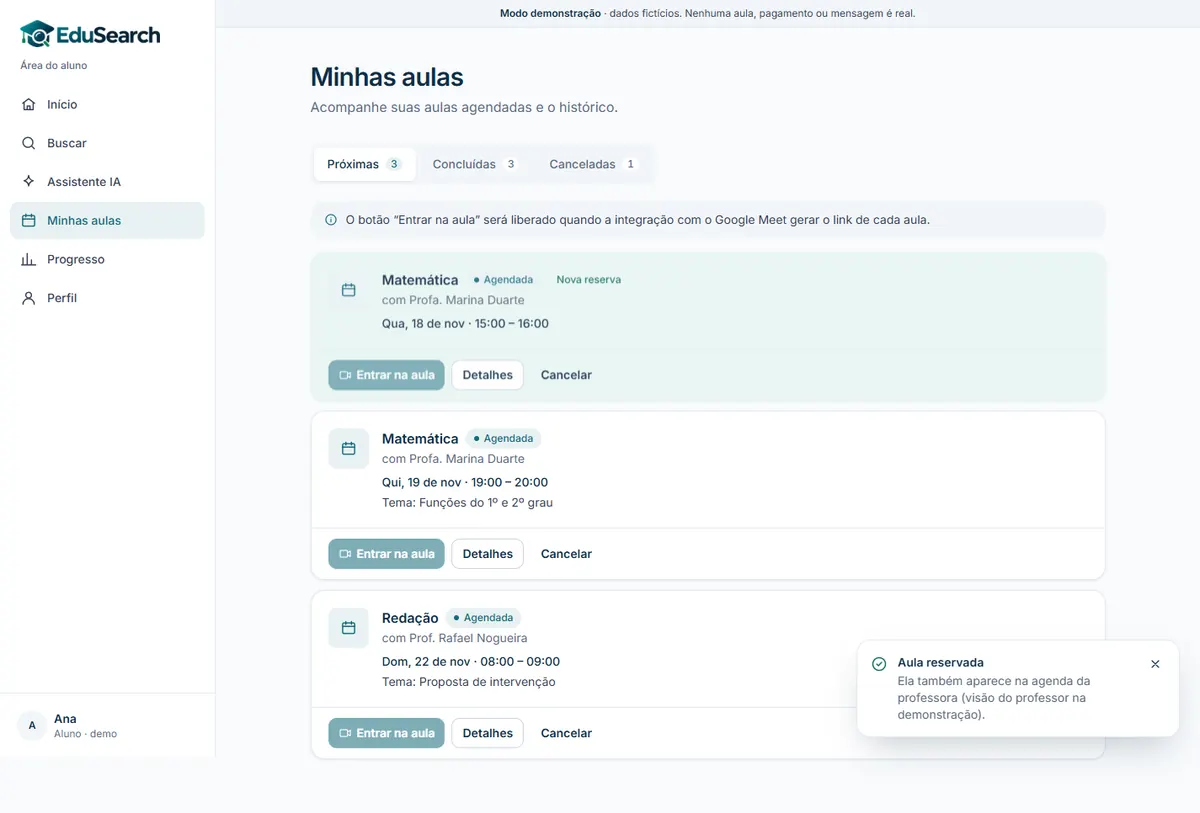 Modo demonstração · dados fictícios. Nenhuma aula, pagamento ou mensagem é real.
EduSearch
Área do aluno
Início
Buscar
Assistente IA
Minhas aulas
Progresso
Perfil
A
Ana
Aluno · demo
Minhas aulas
Acompanhe suas aulas agendadas e o histórico.
Próximas 3 Concluídas 3 Canceladas 1
O botão “Entrar na aula” será liberado quando a integração com o Google Meet gerar o link de cada aula.
Matemática • Agendada Nova reserva
com Profa. Marina Duarte
Qua, 18 de nov · 15:00 – 16:00
Entrar na aula Detalhes Cancelar
Matemática • Agendada
com Profa. Marina Duarte
Qui, 19 de nov · 19:00 – 20:00
Tema: Funções do 1º e 2º grau
Entrar na aula Detalhes Cancelar
Redação • Agendada
com Prof. Rafael Nogueira
Dom, 22 de nov · 08:00 – 09:00
Tema: Proposta de intervenção
Entrar na aula Detalhes Cancelar
Aula reservada
Ela também aparece na agenda da
professora (visão do professor na
demonstração).